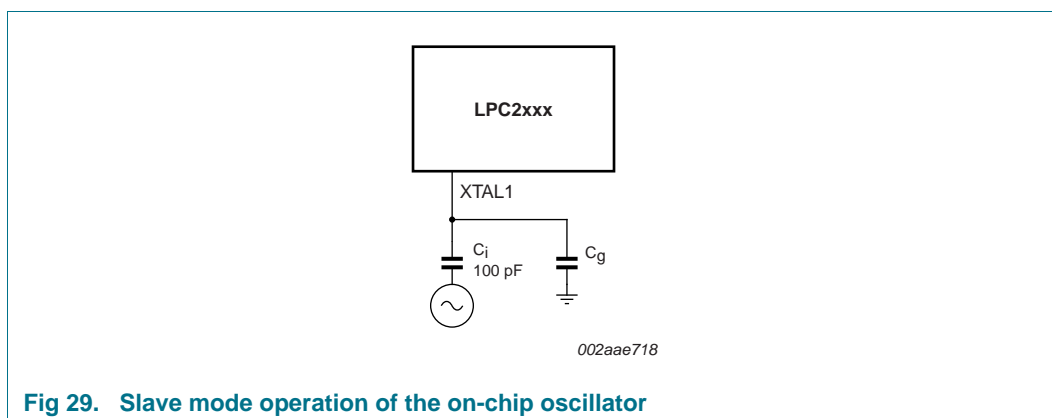 LPC2xxx
XTAL1
Ci
100 pF
Cg
002aae718
Fig 29. Slave mode operation of the on-chip oscillator